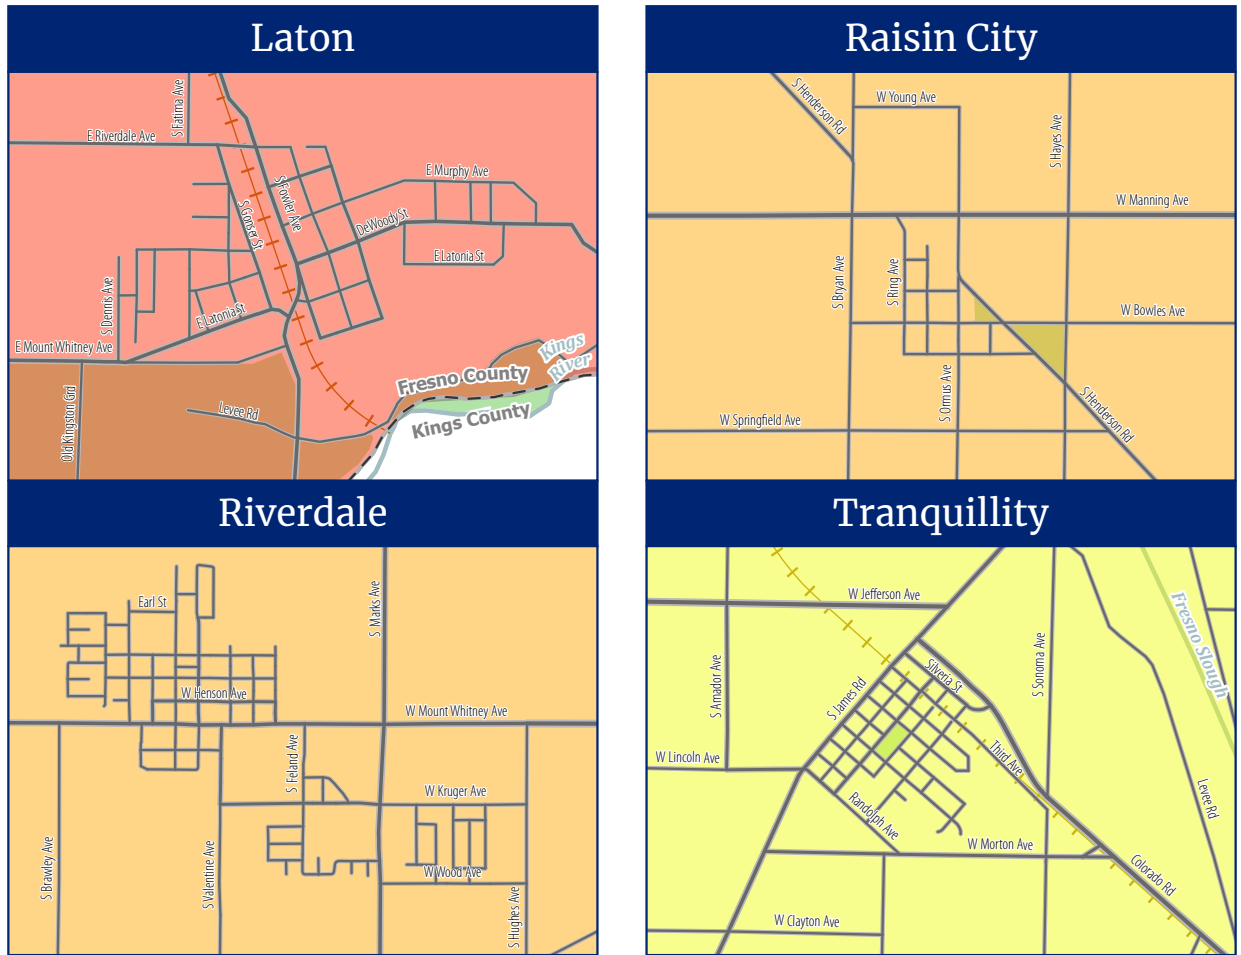 Laton
S Fatima Ave
E Riverdale Ave
S Fowler Ave
S Gonser St
E Murphy Ave
DeWoody St
E Latonia St
S Dennis Ave
E Latonia St
E Mount Whitney Ave
Kings
River
Fresno County
Kings County
Levee Rd
Old Kingston Grd
Raisin City
S Henderson Rd
W Young Ave
S Hayes Ave
W Manning Ave
S Bryan Ave
S Ring Ave
W Bowles Ave
S Ormus Ave
S Henderson Rd
W Springfield Ave
Riverdale
Earl St
S Marks Ave
W Henson Ave
W Mount Whitney Ave
S Feland Ave
W Kruger Ave
S Brawley Ave
S Valentine Ave
W Wood Ave
S Hughes Ave
Tranquillity
W Jefferson Ave
Fresno Slough
S Amador Ave
S James Rd
Silveria St
S Sonoma Ave
W Lincoln Ave
Third Ave
Levee Rd
Randolph Ave
W Morton Ave
Colorado Rd
W Clayton Ave